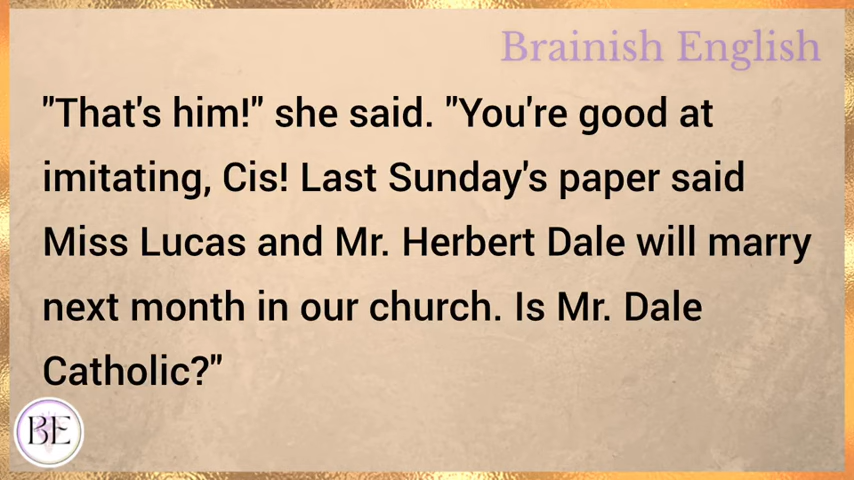 Brainish English
"That's him!" she said. "You're good at
imitating, Cis! Last Sunday's paper said
Miss Lucas and Mr. Herbert Dale will marry
next month in our church. Is Mr. Dale
Catholic?"
BE